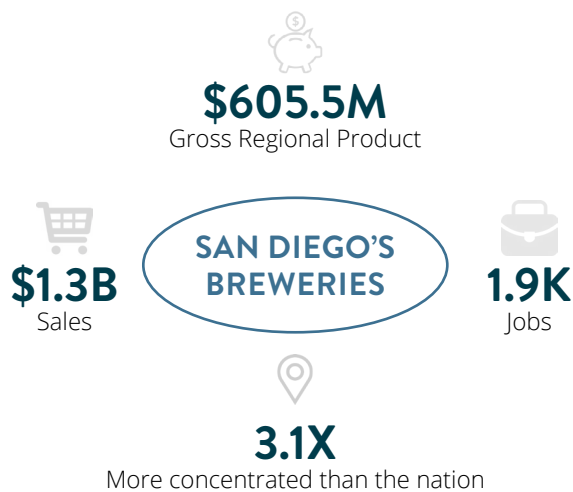 $
$605.5M
Gross Regional Product
SAN DIEGO'S
BREWERIES
$1.3B
Sales
1.9K
Jobs
3.1X
More concentrated than the nation